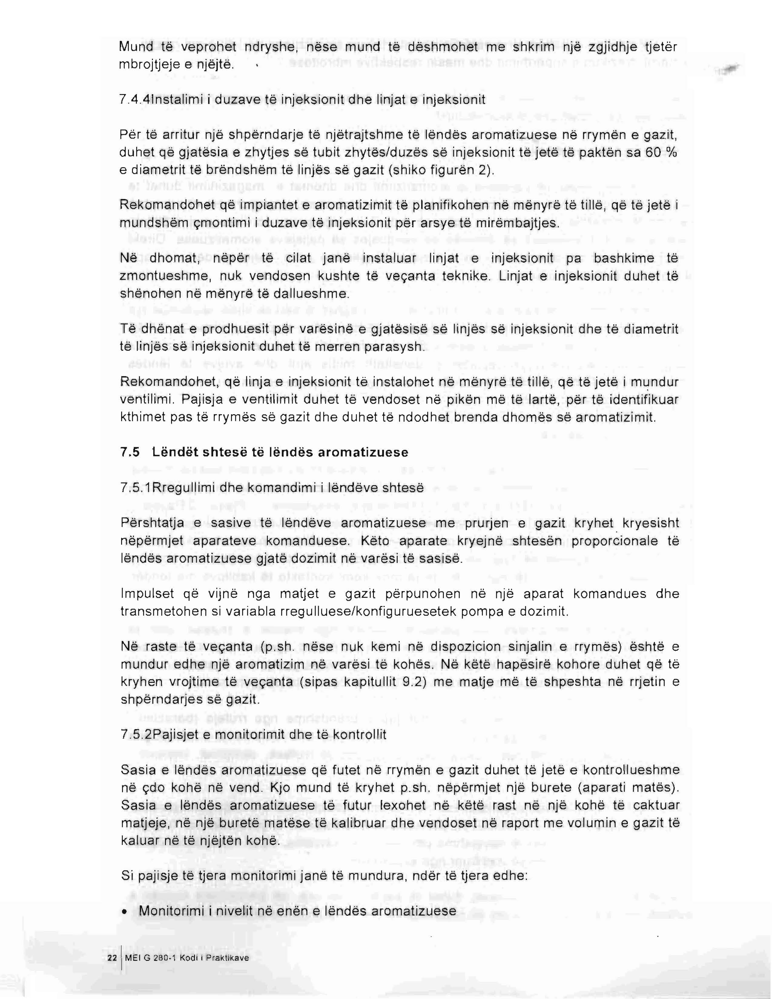 Mund të veprohet ndryshe, nëse mund të dëshmohet me shkrim një zgjidhje tjetër
mbrojtjeje e njëjtë.
7.4.4Instalimi i duzave të injeksionit dhe linjat e injeksionit
Për të arritur një shpërndarje të njëtrajtshme të lëndës aromatizuese në rrymën e gazit,
duhet që gjatësia e zhytjes së tubit zhytës/duzës së injeksionit të jetë të paktën sa 60 %
e diametrit të brëndshëm të linjës së gazit (shiko figurën 2).
Rekomandohet që impiantet e aromatizimit të planifikohen në mënyrë të tillë, që të jetë i
mundshëm çmontimi i duzave të injeksionit për arsye të mirëmbajtjes.
Në dhomat, nëpër të cilat janë instaluar linjat e injeksionit pa bashkime të
zmontueshme, nuk vendosen kushte të veçanta teknike. Linjat e injeksionit duhet të
shënohen në mënyrë të dallueshme.
Të dhënat e prodhuesit për varësinë e gjatësisë së linjës së injeksionit dhe të diametrit
të linjës së injeksionit duhet të merren parasysh.
Rekomandohet, që linja e injeksionit të instalohet në mënyrë të tillë, që të jetë i mundur
ventilimi. Pajisja e ventilimit duhet të vendoset në pikën më të lartë, për të identifikuar
kthimet pas të rrymës së gazit dhe duhet të ndodhet brenda dhomës së aromatizimit.
7.5 Lëndët shtesë të lëndës aromatizuese
7.5.1Rregullimi dhe komandimi i lëndëve shtesë
Përshtatja e sasive të lëndëve aromatizuese me prurjen e gazit kryhet kryesisht
nëpërmjet aparateve komanduese. Këto aparate kryejnë shtesën proporcionale të
lëndës aromatizuese gjatë dozimit në varësi të sasisë.
Impulset që vijnë nga matjet e gazit përpunohen në një aparat komandues dhe
transmetohen si variabla rregulluese/konfiguruesetek pompa e dozimit.
Në raste të veçanta (p.sh. nëse nuk kemi në dispozicion sinjalin e rrymës) është e
mundur edhe një aromatizim në varësi të kohës. Në këtë hapësirë kohore duhet që të
kryhen vrojtime të veçanta (sipas kapitullit 9.2) me matje më të shpeshta në rrjetin e
shpërndarjes së gazit.
7.5.2Pajisjet e monitorimit dhe të kontrollit
Sasia e lëndës aromatizuese që futet në rrymën e gazit duhet të jetë e kontrollueshme
në çdo kohë në vend. Kjo mund të kryhet p.sh. nëpërmjet një burete (aparati matës).
Sasia e lëndës aromatizuese të futur lexohet në këtë rast në një kohë të caktuar
matjeje, në një buretë matëse të kalibruar dhe vendoset në raport me volumin e gazit të
kaluar në të njëjtën kohë.
Si pajisje të tjera monitorimi janë të mundura, ndër të tjera edhe:
• Monitorimi i nivelit në enën e lëndës aromatizuese
22 MEI G 280-1 Kodi i Praktikave